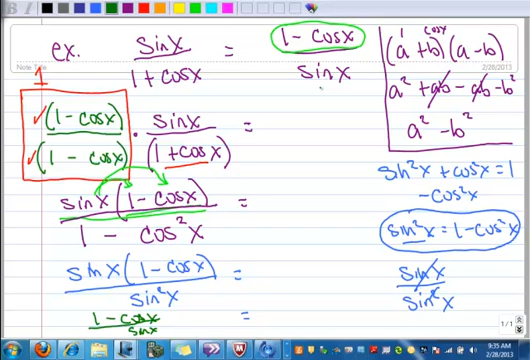 ex. sinx / 1 + cosx = 1 - cosx / sinx
Note Title
2/28/2013
1
(1 - cosx) / (1 - cosx) · sinx / (1 + cosx) =
sinx (1 - cosx) / 1 - cos²x =
sinx (1 - cosx) / sin²x =
1 - cosx / sinx =
1 cosx
(a + b)(a - b)
a² + ab - ab - b²
a² - b²
sin²x + cos²x = 1
- cos²x
sin²x = 1 - cos²x
sinx / sin²x
1/1
9:35 AM
2/28/2013